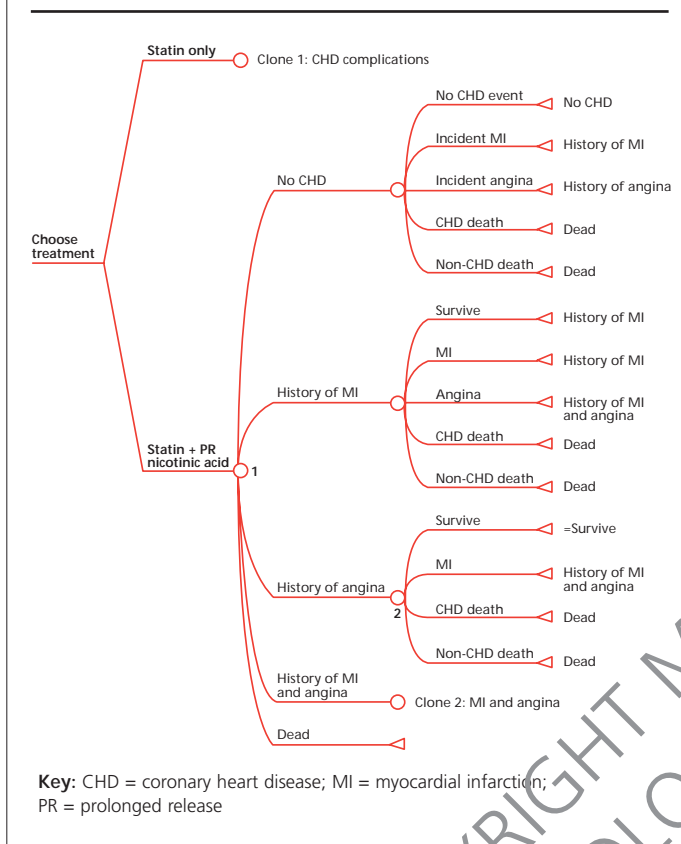 Statin only
Clone 1: CHD complications
No CHD event
No CHD
Incident MI
History of MI
No CHD
Incident angina
History of angina
CHD death
Dead
Non-CHD death
Dead
Choose
treatment
Survive
History of MI
MI
History of MI
History of MI
Angina
History of MI
and angina
CHD death
Dead
Statin + PR
nicotinic acid
1
Non-CHD death
Dead
Survive
=Survive
MI
History of MI
and angina
History of angina
2
CHD death
Dead
Non-CHD death
Dead
History of MI
and angina
Clone 2: MI and angina
Dead
Key: CHD = coronary heart disease; MI = myocardial infarction;
PR = prolonged release